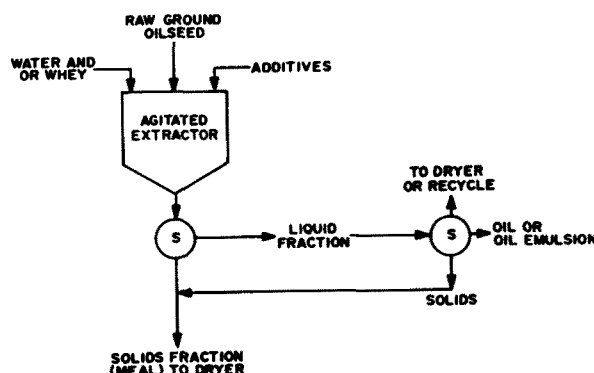 RAW GROUND
OILSEED
WATER AND
OR WHEY
ADDITIVES
AGITATED
EXTRACTOR
TO DRYER
OR RECYCLE
S
LIQUID
FRACTION
S
OIL OR
OIL EMULSION
SOLIDS
SOLIDS FRACTION
(MEAL) TO DRYER